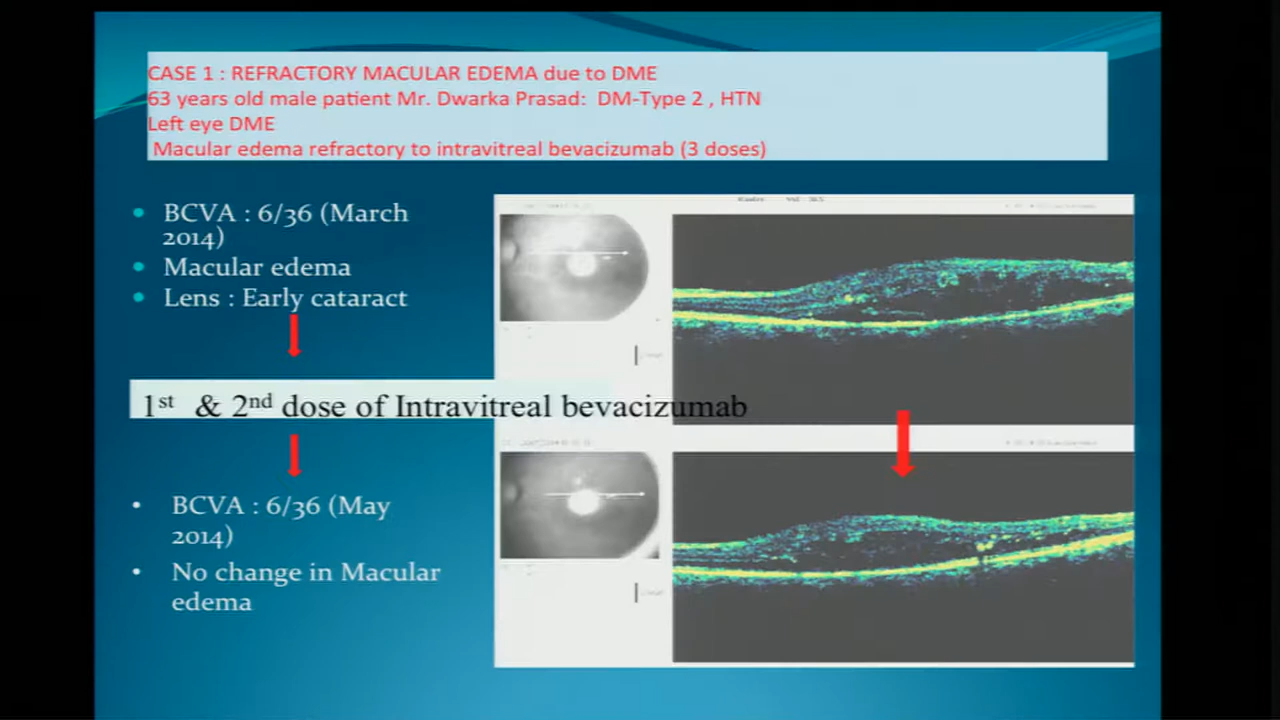 CASE 1 : REFRACTORY MACULAR EDEMA due to DME
63 years old male patient Mr. Dwarka Prasad: DM-Type 2 , HTN
Left eye DME
Macular edema refractory to intravitreal bevacizumab (3 doses)
• BCVA : 6/36 (March
2014)
• Macular edema
• Lens : Early cataract
1st & 2nd dose of Intravitreal bevacizumab
• BCVA : 6/36 (May
2014)
• No change in Macular
edema